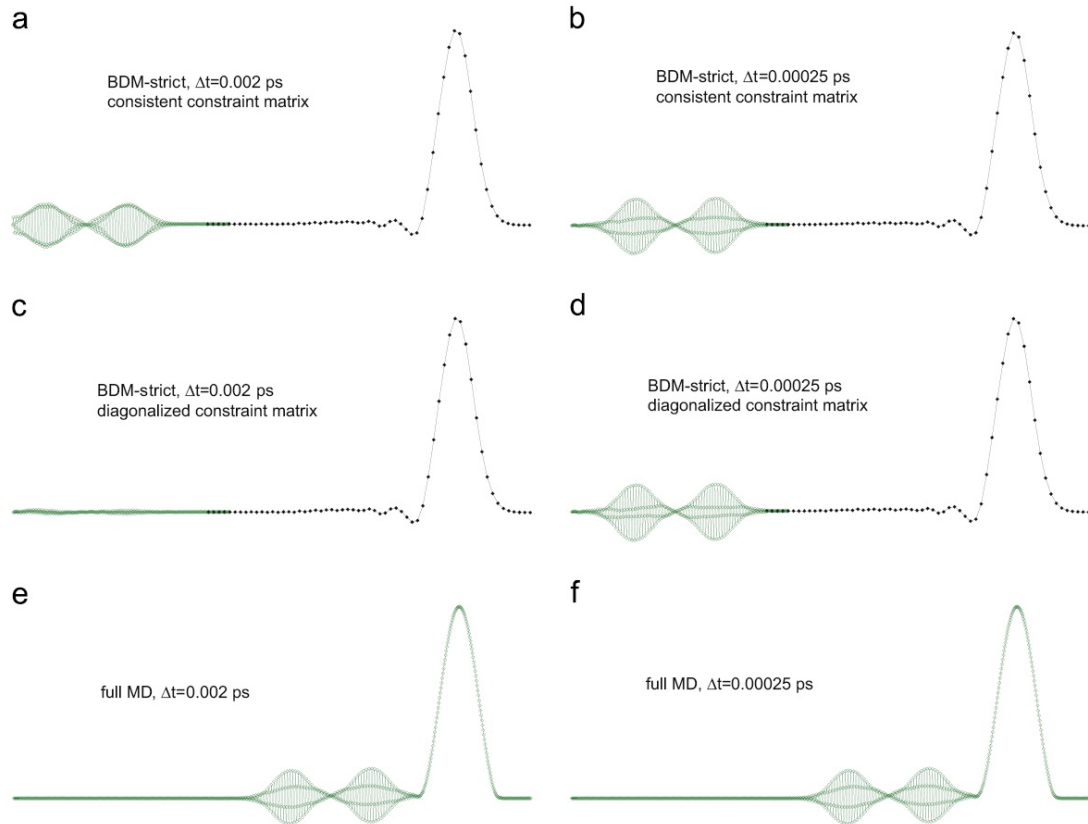 a
BDM-strict, Δt=0.002 ps
consistent constraint matrix
b
BDM-strict, Δt=0.00025 ps
consistent constraint matrix
c
BDM-strict, Δt=0.002 ps
diagonalized constraint matrix
d
BDM-strict, Δt=0.00025 ps
diagonalized constraint matrix
e
full MD, Δt=0.002 ps
f
full MD, Δt=0.00025 ps